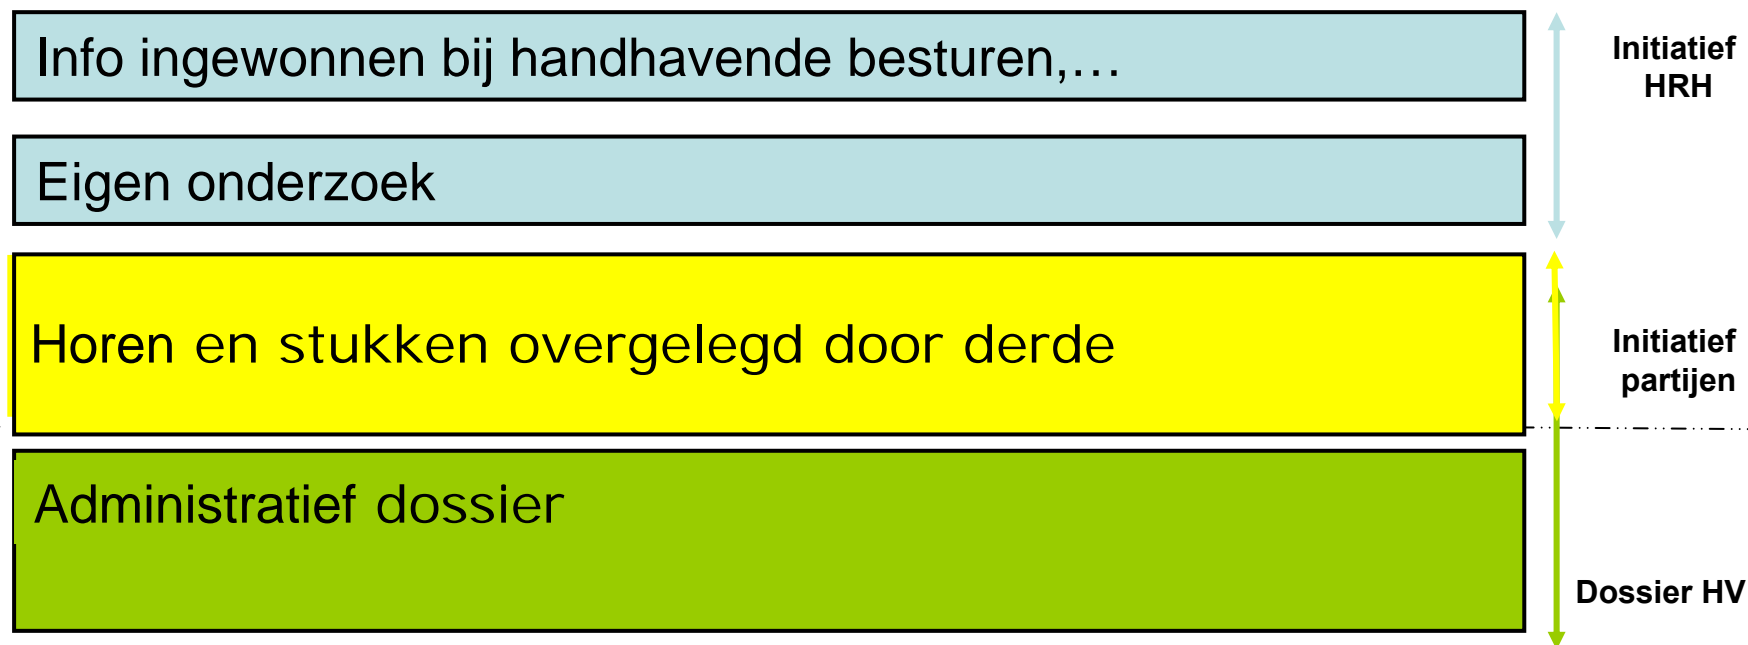 Info ingewonnen bij handhavende besturen,…
Initiatief
HRH
Eigen onderzoek
Horen en stukken overgelegd door derde
Initiatief
partijen
Administratief dossier
Dossier HV